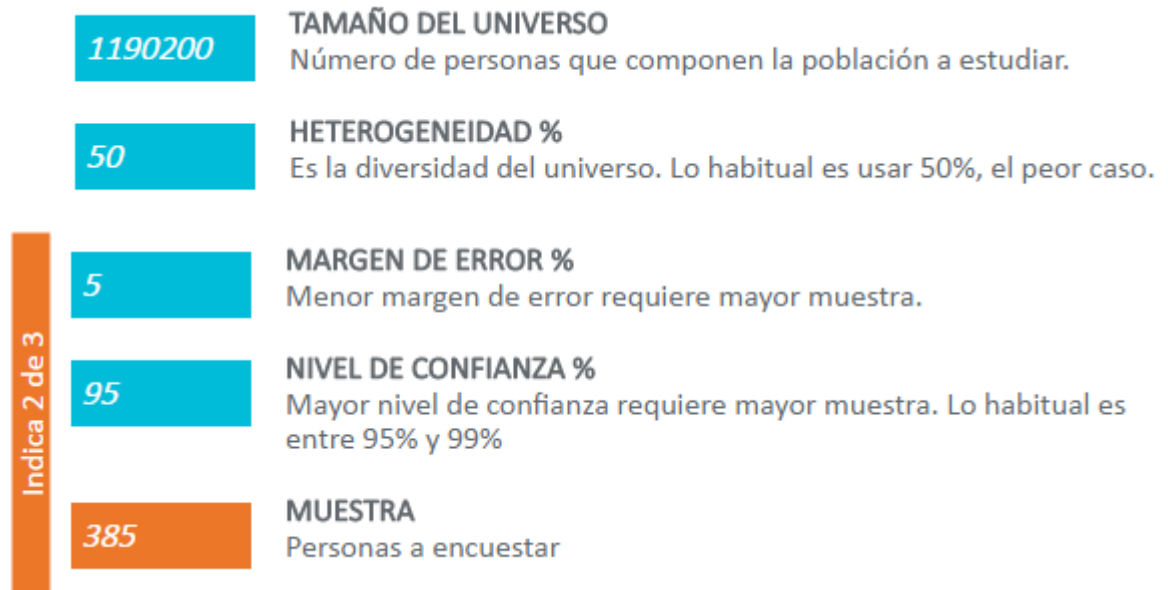 1190200
TAMAÑO DEL UNIVERSO
Número de personas que componen la población a estudiar.
50
HETEROGENEIDAD %
Es la diversidad del universo. Lo habitual es usar 50%, el peor caso.
Indica 2 de 3
5
MARGEN DE ERROR %
Menor margen de error requiere mayor muestra.
95
NIVEL DE CONFIANZA %
Mayor nivel de confianza requiere mayor muestra. Lo habitual es
entre 95% y 99%
385
MUESTRA
Personas a encuestar